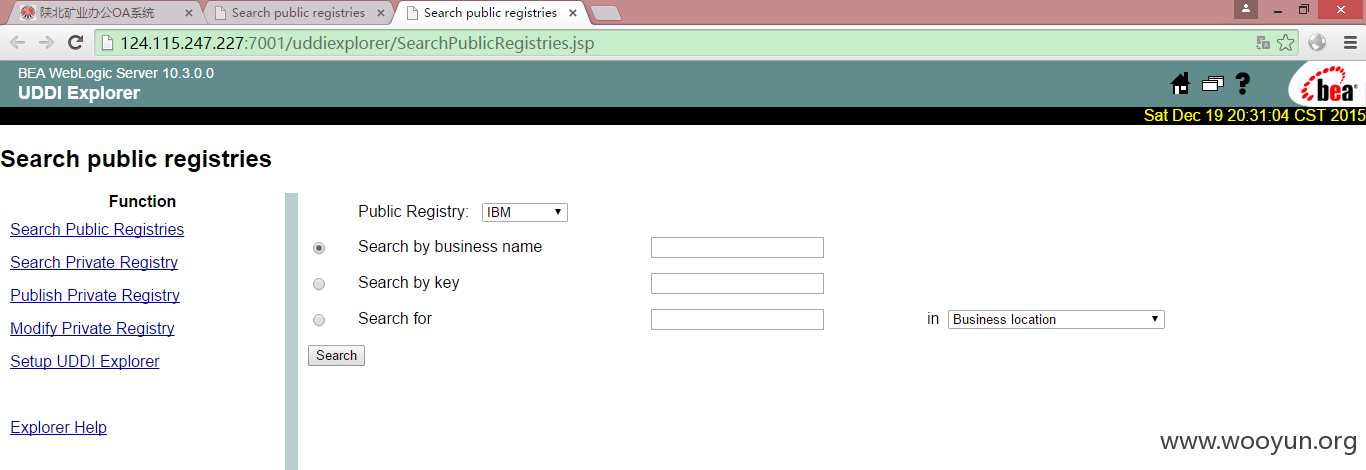 陕北矿业办公OA系统
Search public registries
Search public registries
124.115.247.227:7001/uddiexplorer/SearchPublicRegistries.jsp
BEA WebLogic Server 10.3.0.0
UDDI Explorer
bea
Sat Dec 19 20:31:04 CST 2015
Search public registries
Function
Search Public Registries
Search Private Registry
Publish Private Registry
Modify Private Registry
Setup UDDI Explorer
Explorer Help
Public Registry: IBM
Search by business name
Search by key
Search for in Business location
Search
www.wooyun.org